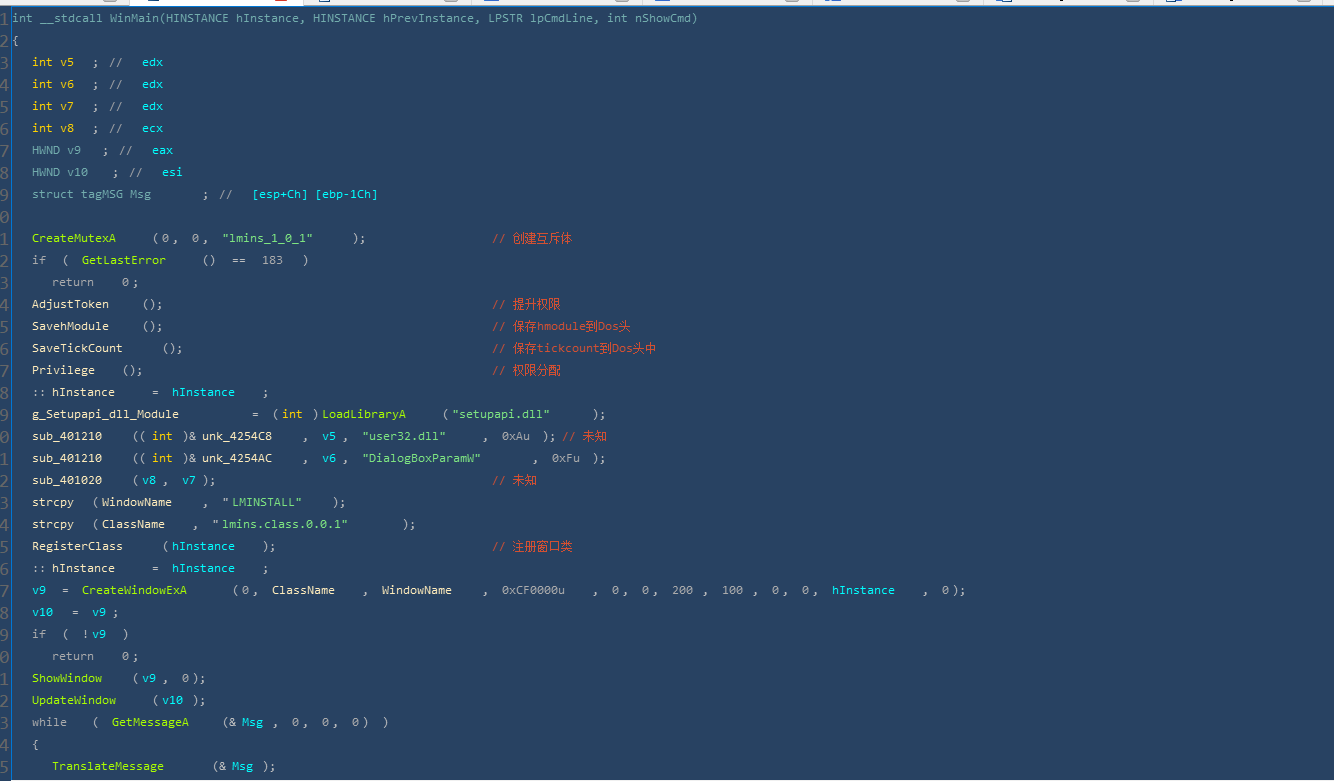 1 int __stdcall WinMain(HINSTANCE hInstance, HINSTANCE hPrevInstance, LPSTR lpCmdLine, int nShowCmd)
2 {
3 int v5 ; // edx
4 int v6 ; // edx
5 int v7 ; // edx
6 int v8 ; // ecx
7 HWND v9 ; // eax
8 HWND v10 ; // esi
9 struct tagMSG Msg ; // [esp+Ch] [ebp-1Ch]
0
1 CreateMutexA (0, 0, "lmins_1_0_1" ); // 创建互斥体
2 if ( GetLastError () == 183 )
3 return 0;
4 AdjustToken (); // 提升权限
5 SavehModule (); // 保存hmodule到Dos头
6 SaveTickCount (); // 保存tickcount到Dos头中
7 Privilege (); // 权限分配
8 :: hInstance = hInstance ;
9 g_Setupapi_dll_Module = (int )LoadLibraryA ("setupapi.dll" );
0 sub_401210 (( int )& unk_4254C8 , v5 , "user32.dll" , 0xAu ); // 未知
1 sub_401210 (( int )& unk_4254AC , v6 , "DialogBoxParamW" , 0xFu );
2 sub_401020 (v8 , v7 ); // 未知
3 strcpy (WindowName , "LMINSTALL" );
4 strcpy (ClassName , "lmins.class.0.0.1" );
5 RegisterClass (hInstance ); // 注册窗口类
6 :: hInstance = hInstance ;
7 v9 = CreateWindowExA (0, ClassName , WindowName , 0xCF0000u , 0, 0, 200 , 100 , 0, 0, hInstance , 0);
8 v10 = v9 ;
9 if ( !v9 )
0 return 0;
1 ShowWindow (v9 , 0);
2 UpdateWindow (v10 );
3 while ( GetMessageA (& Msg , 0, 0, 0) )
4 {
5 TranslateMessage (& Msg );